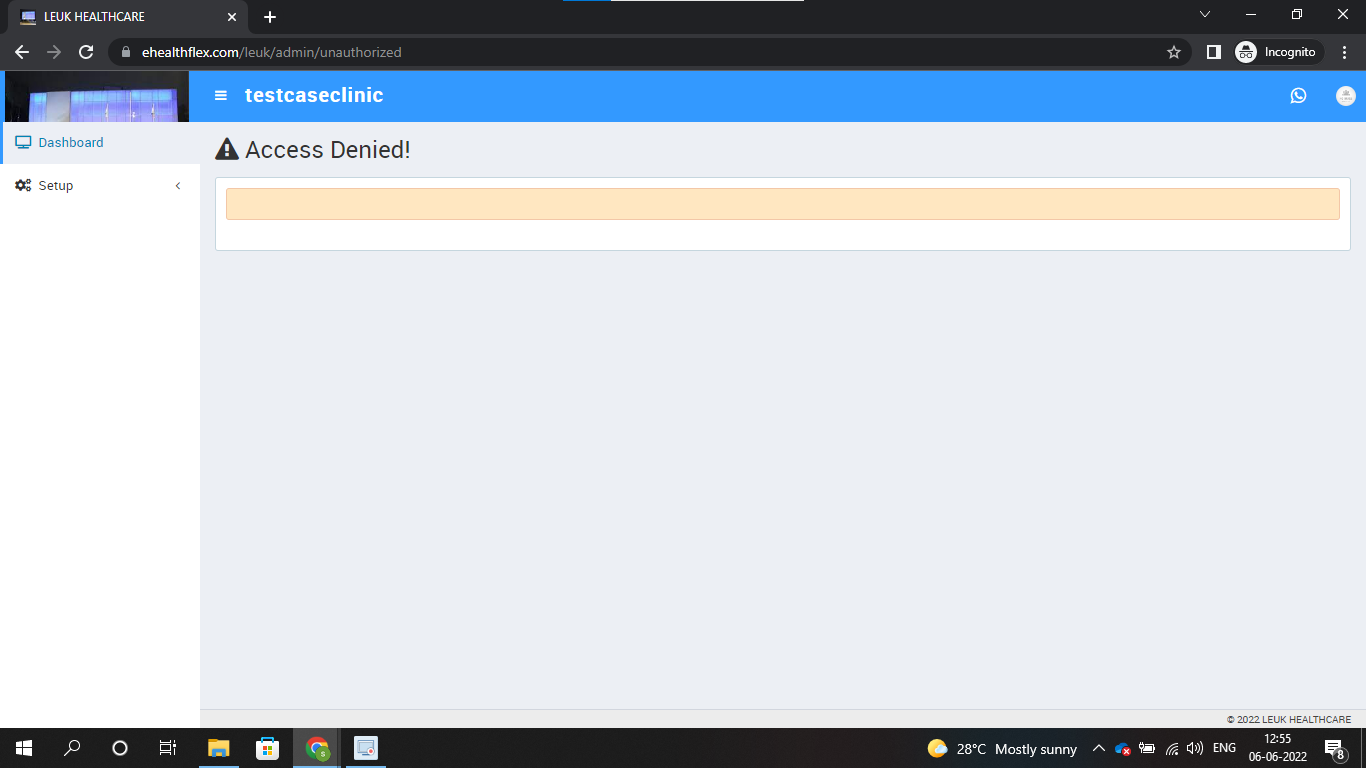 LEUK HEALTHCARE
ehealthflex.com/leuk/admin/unauthorized
Incognito
testcaseclinic
Dashboard
Access Denied!
Setup
© 2022 LEUK HEALTHCARE
28°C Mostly sunny
ENG
12:55
06-06-2022
8
S